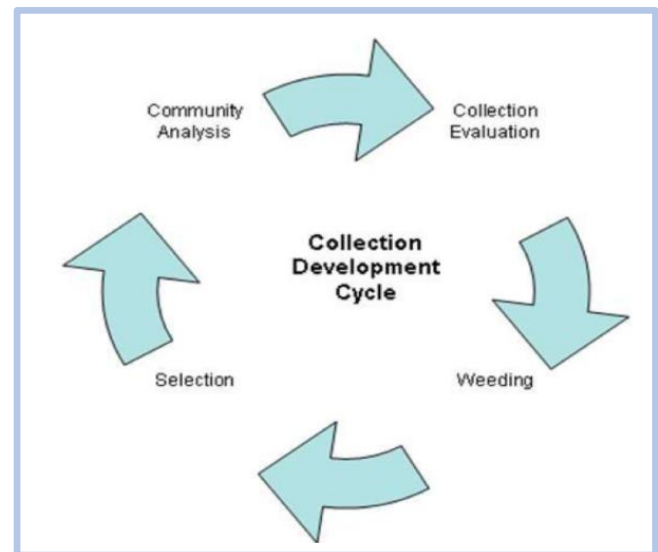 Community
Analysis
Collection
Evaluation
Collection
Development
Cycle
Selection
Weeding